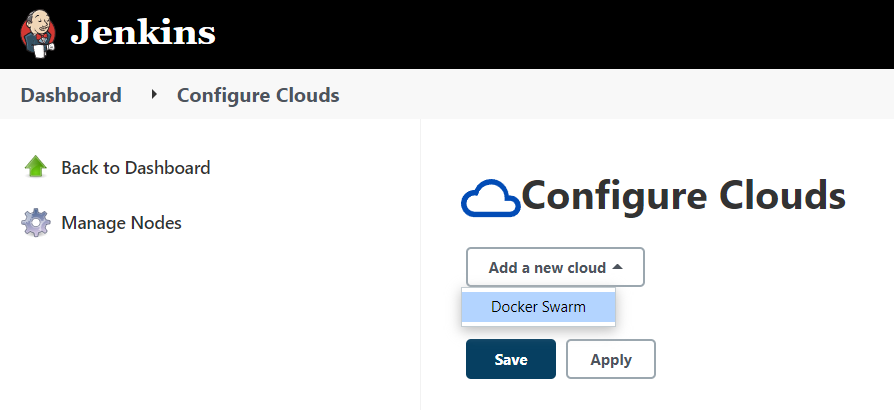 Jenkins
Dashboard Configure Clouds
Back to Dashboard
Manage Nodes
Configure Clouds
Add a new cloud
Docker Swarm
Save Apply